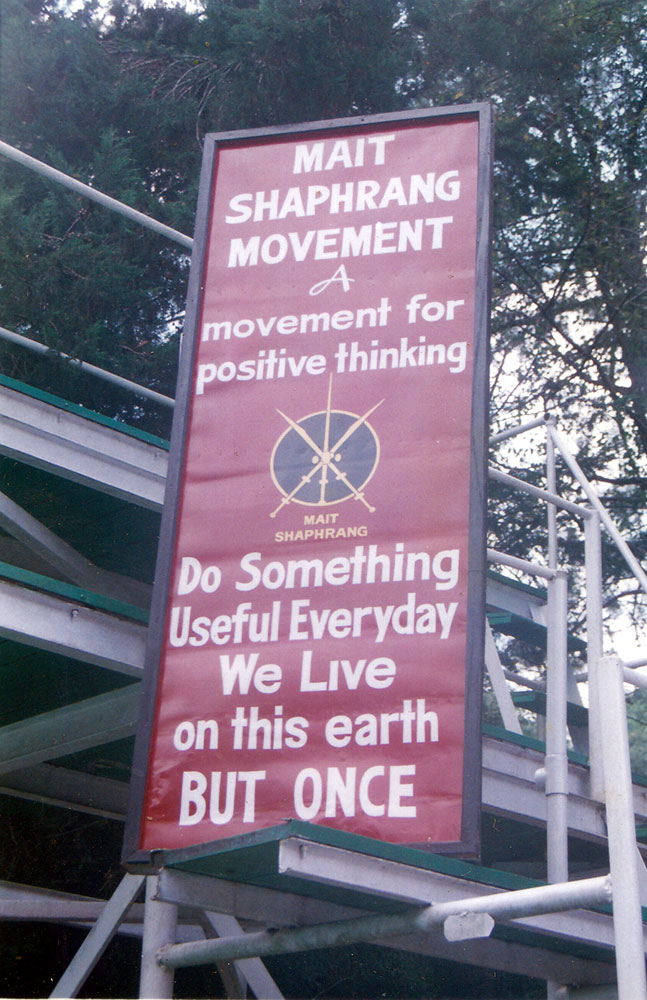 MAIT
SHAPHRANG
MOVEMENT
A
movement for
positive thinking
MAIT
SHAPHRANG
Do Something
Useful Everyday
We Live
on this earth
BUT ONCE